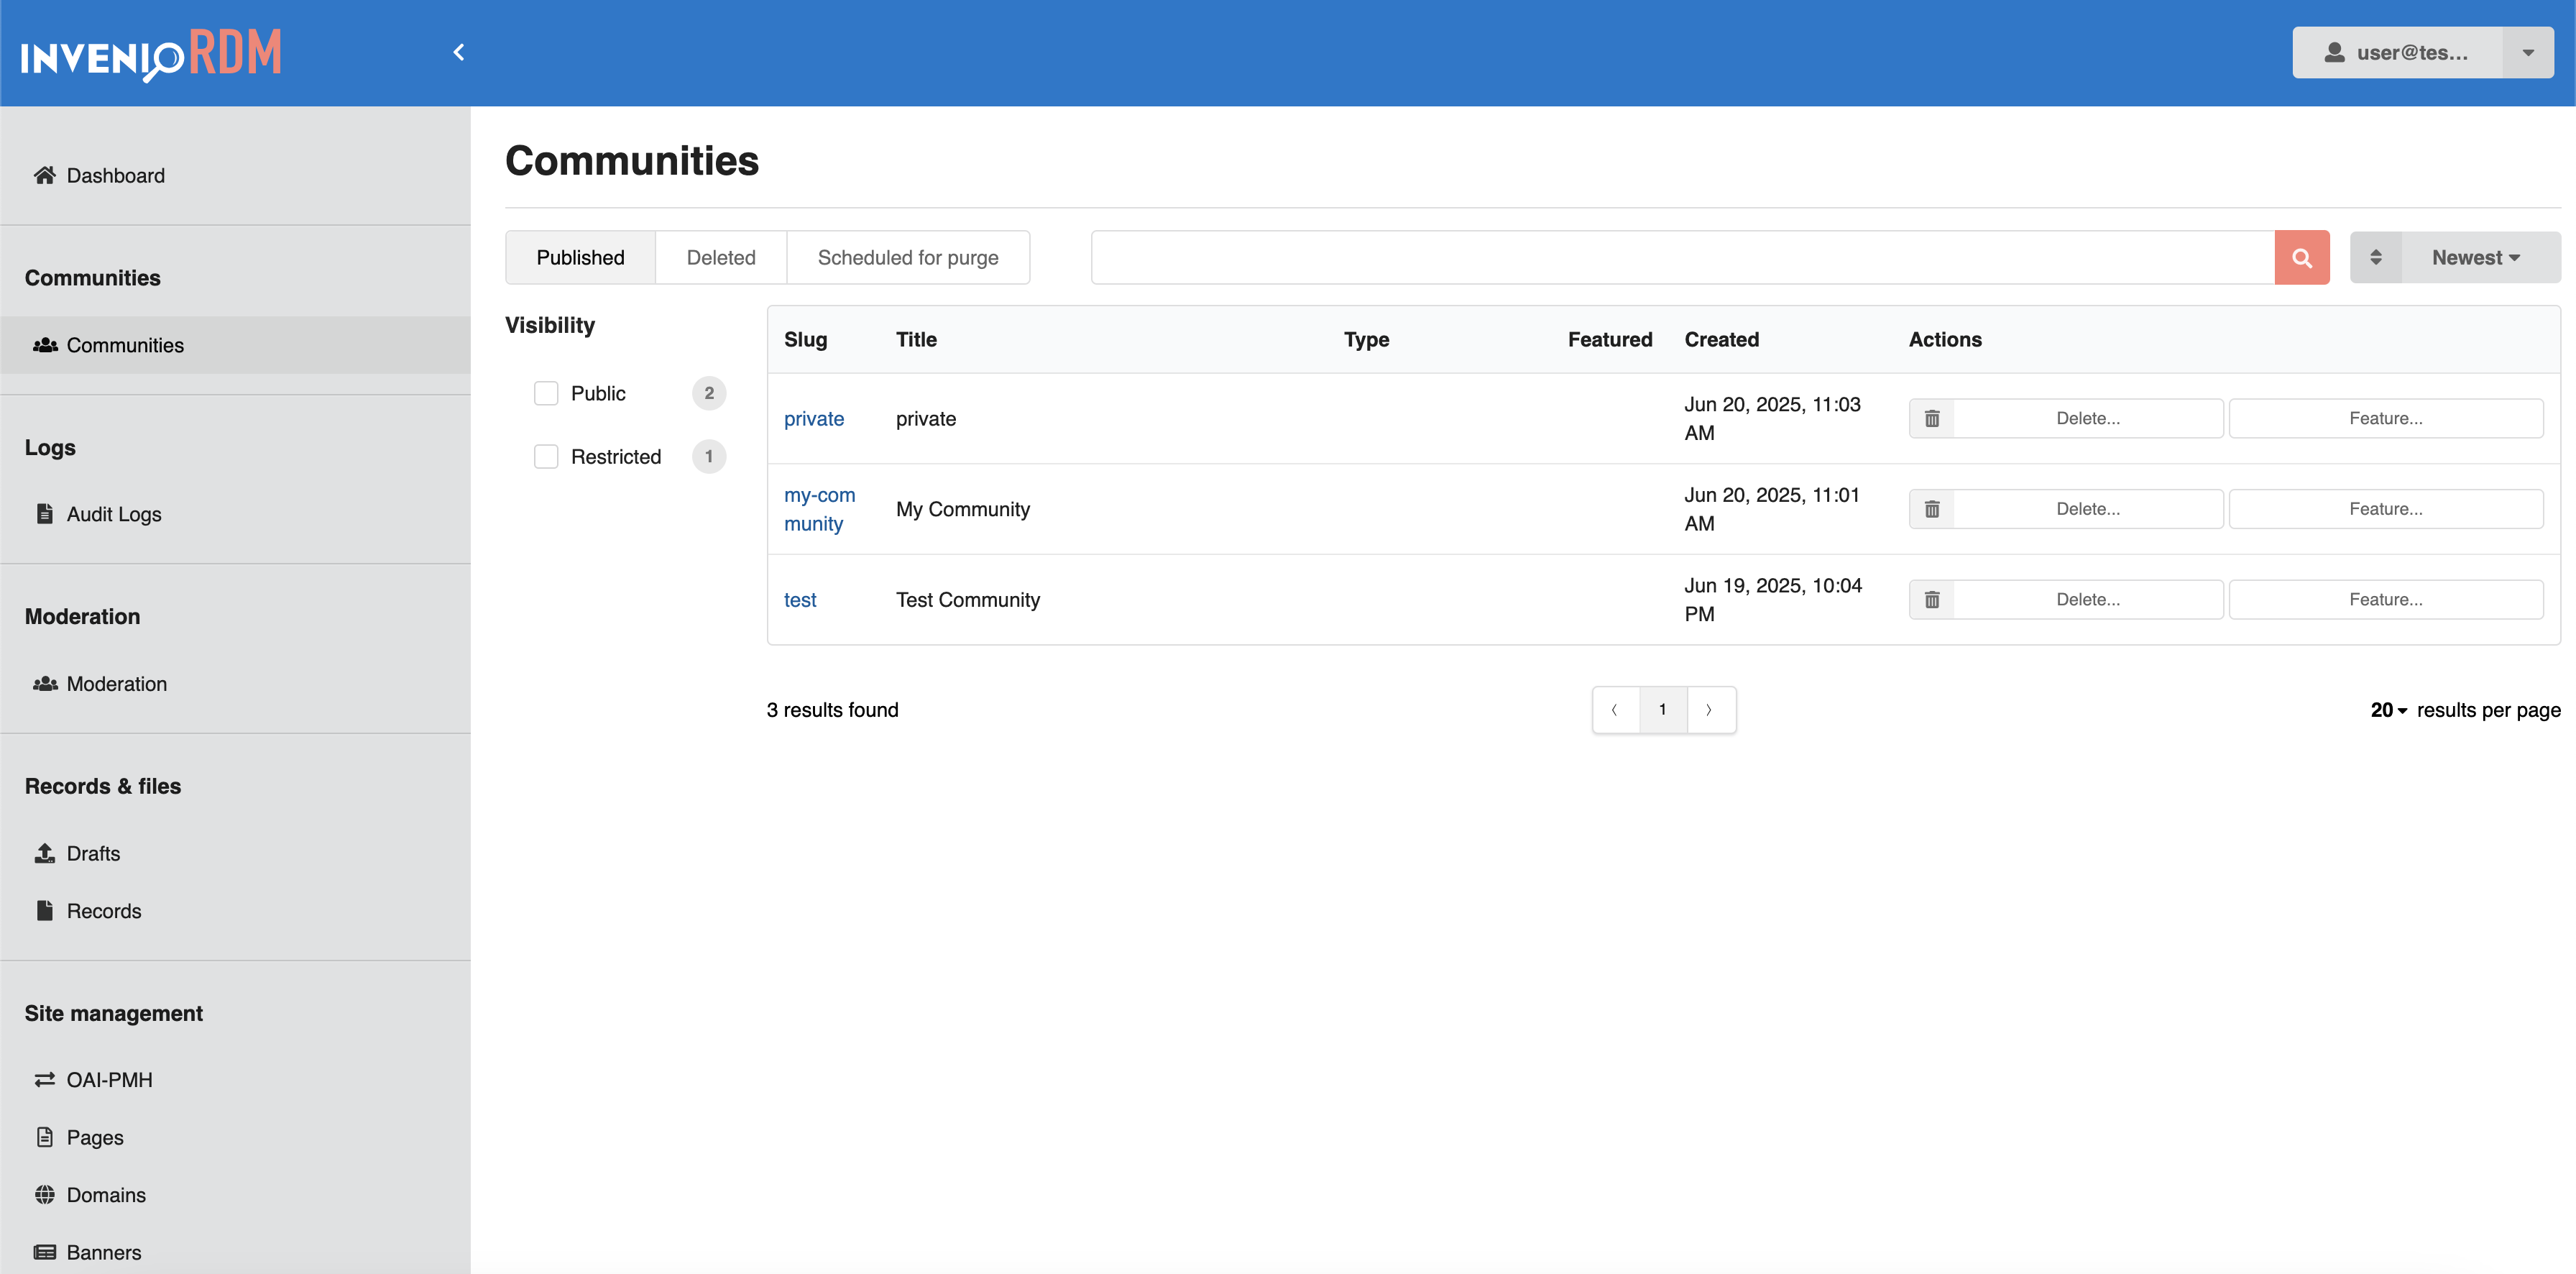 INVENIO RDM
user@tes...
Dashboard
Communities
Communities
Logs
Audit Logs
Moderation
Moderation
Records & files
Drafts
Records
Site management
OAI-PMH
Pages
Domains
Banners
Communities
Published Deleted Scheduled for purge
Newest
Visibility
Public 2
Restricted 1
Slug Title Type Featured Created Actions
private private Jun 20, 2025, 11:03
AM Delete... Feature...
my-com
munity My Community Jun 20, 2025, 11:01
AM Delete... Feature...
test Test Community Jun 19, 2025, 10:04
PM Delete... Feature...
3 results found
1
20 results per page